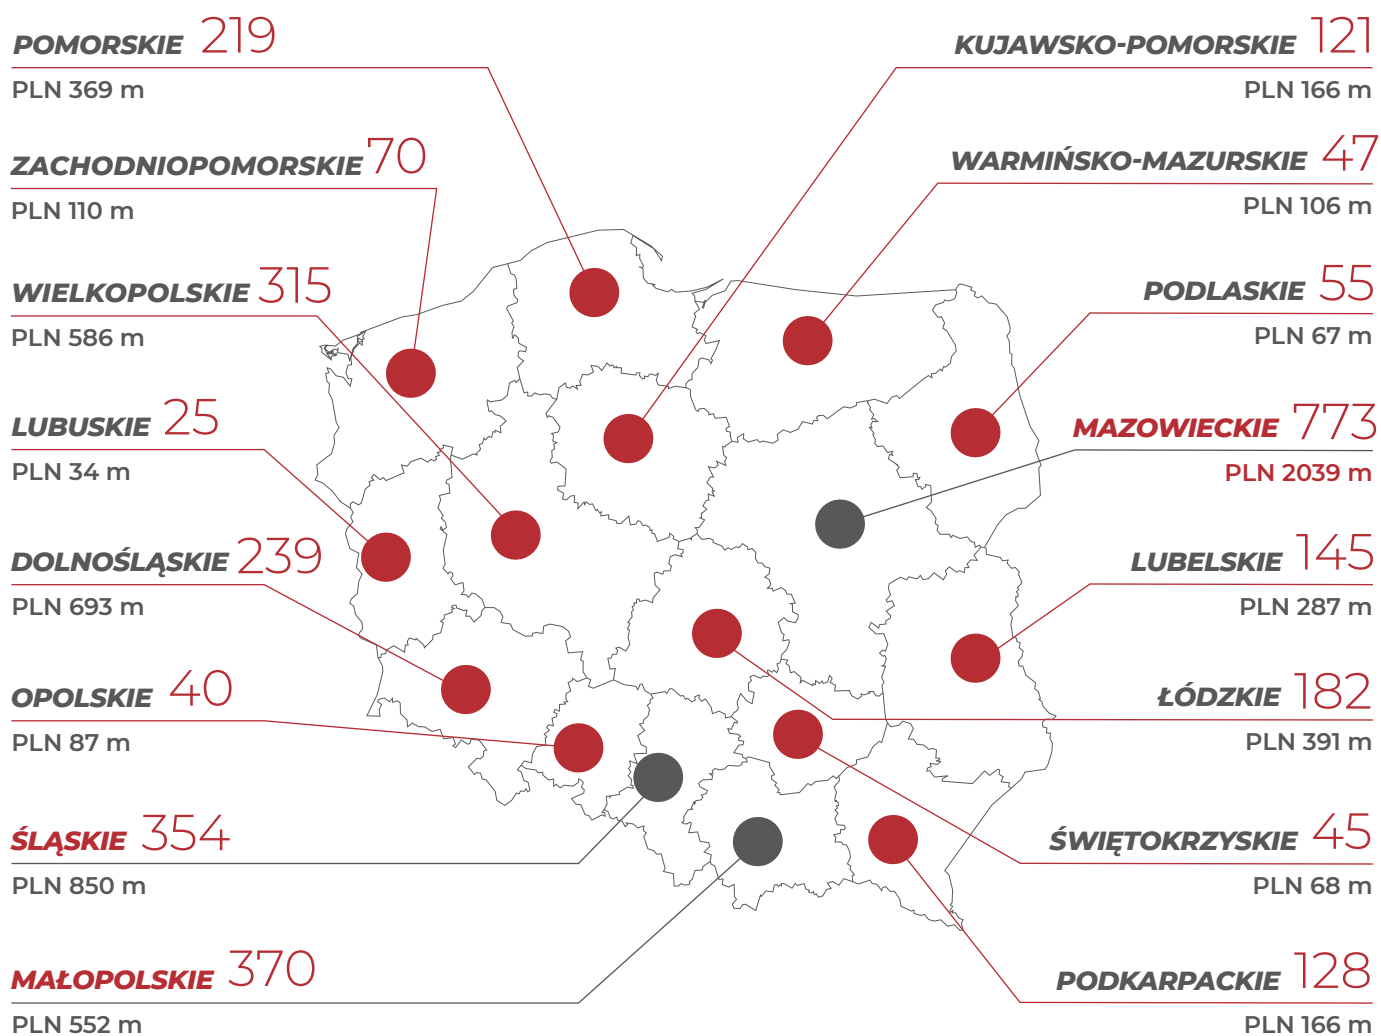 POMORSKIE 219
PLN 369 m
ZACHODNIOPOMORSKIE 70
PLN 110 m
WIELKOPOLSKIE 315
PLN 586 m
LUBUSKIE 25
PLN 34 m
DOLNOŚLĄSKIE 239
PLN 693 m
OPOLSKIE 40
PLN 87 m
ŚLĄSKIE 354
PLN 850 m
MAŁOPOLSKIE 370
PLN 552 m
KUJAWSKO-POMORSKIE 121
PLN 166 m
WARMIŃSKO-MAZURSKIE 47
PLN 106 m
PODLASKIE 55
PLN 67 m
MAZOWIECKIE 773
PLN 2039 m
LUBELSKIE 145
PLN 287 m
ŁÓDZKIE 182
PLN 391 m
ŚWIĘTOKRZYSKIE 45
PLN 68 m
PODKARPACKIE 128
PLN 166 m